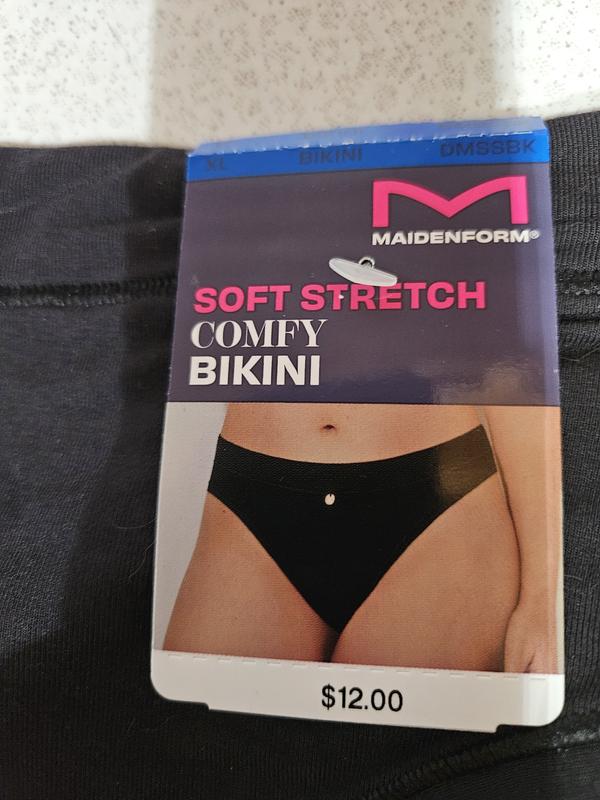 XL BIKINI DMSSBK
MAIDENFORM®
SOFT STRETCH
COMFY
BIKINI
$12.00